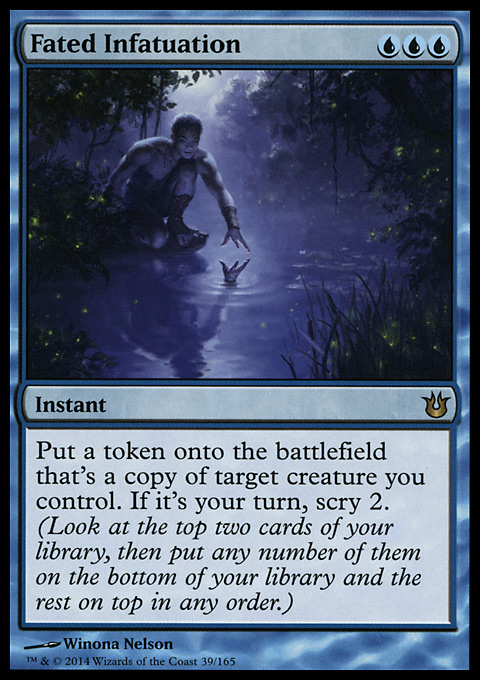 Fated Infatuation
Instant
Put a token onto the battlefield
that's a copy of target creature you
control. If it's your turn, scry 2.
(Look at the top two cards of your
library, then put any number of them
on the bottom of your library and the
rest on top in any order.)
Winona Nelson
™ & © 2014 Wizards of the Coast 39/165